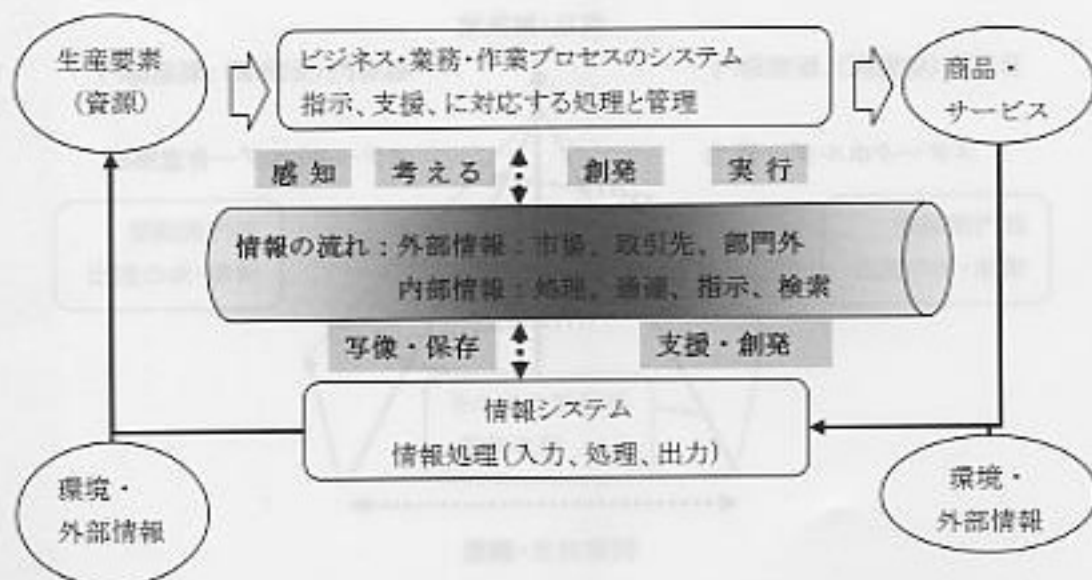 生産要素
(資源)
ビジネス・業務・作業プロセスのシステム
指示、支援、に対応する処理と管理
商品・
サービス
感知
考える
創発
実行
情報の流れ：外部情報：市場、取引先、部門外
内部情報：処理、通達、指示、検索
写像・保存
支援・創発
情報システム
情報処理(入力、処理、出力)
環境・
外部情報
環境・
外部情報